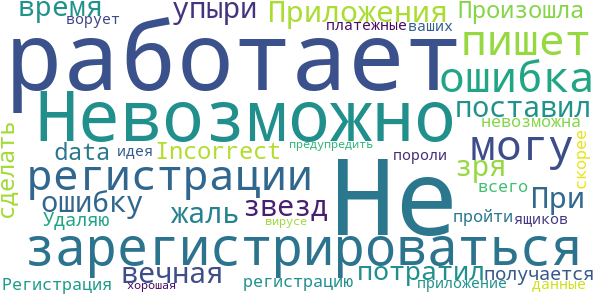 время ворует упыри Приложения платежные ваших Произошла
работает пишет
Невозможно ошибка
поставил
невозможна
сделать data идея Incorrect предупредить пороли могу скорее
регистрации зря
всего
ошибку жаль звезд Не При
Удаляю вирусе пройти ящиков
зарегистрироваться
вечная потратил получается
Регистрация хорошая регистрацию приложение данные